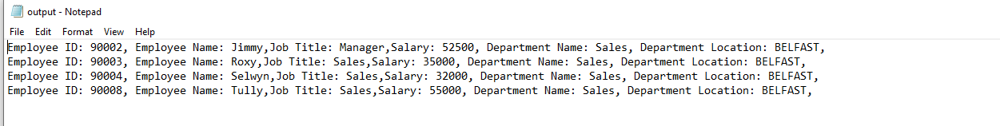 output - Notepad
File Edit Format View Help
Employee ID: 90002, Employee Name: Jimmy,Job Title: Manager,Salary: 52500, Department Name: Sales, Department Location: BELFAST,
Employee ID: 90003, Employee Name: Roxy,Job Title: Sales,Salary: 35000, Department Name: Sales, Department Location: BELFAST,
Employee ID: 90004, Employee Name: Selwyn,Job Title: Sales,Salary: 32000, Department Name: Sales, Department Location: BELFAST,
Employee ID: 90008, Employee Name: Tully,Job Title: Sales,Salary: 55000, Department Name: Sales, Department Location: BELFAST,